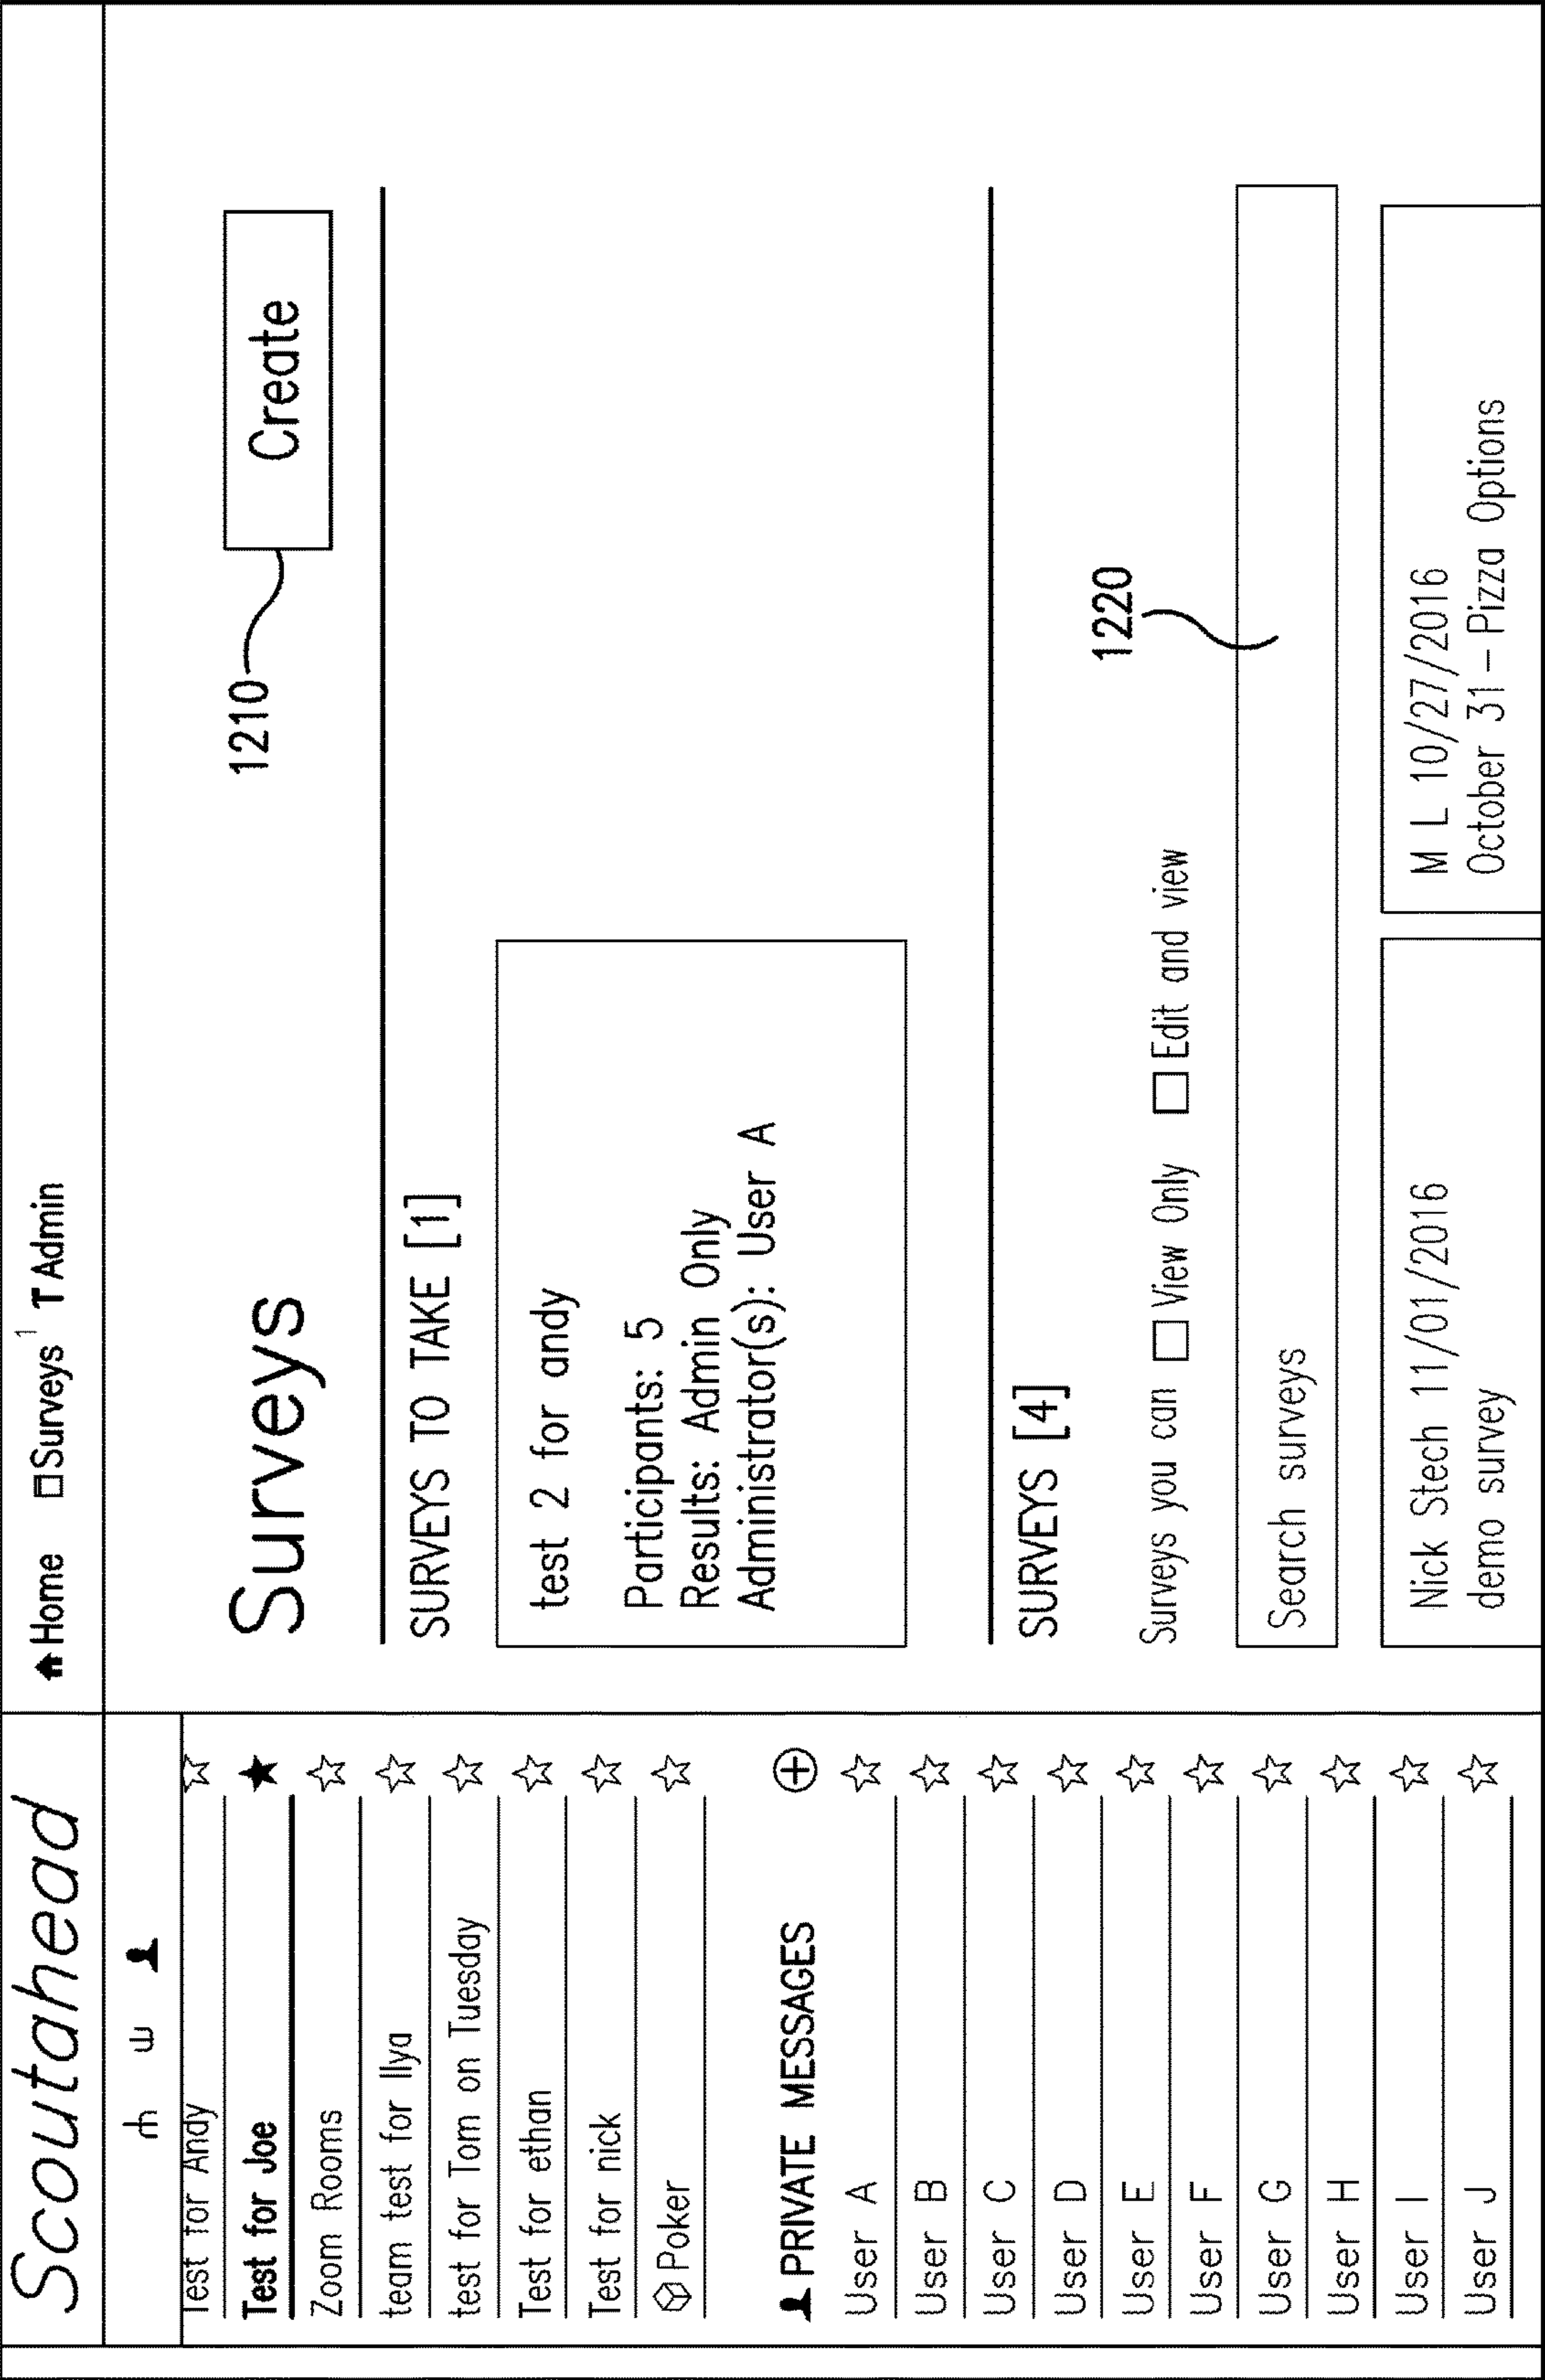 Scoutahead
Home Surveys 1 Admin
Test for Andy
Test for Joe
Zoom Rooms
team test for Illya
test for Tom on Tuesday
Test for ethan
Test for nick
Poker
PRIVATE MESSAGES
User A
User B
User C
User D
User E
User F
User G
User H
User I
User J
Surveys
1210
Create
SURVEYS TO TAKE [1]
test 2 for andy
Participants: 5
Results: Admin Only
Administrator(s): User A
SURVEYS [4]
1220
Surveys you can View Only Edit and view
Search surveys
Nick Stech 11/01/2016
demo survey
M L 10/27/2016
October 31 – Pizza Options